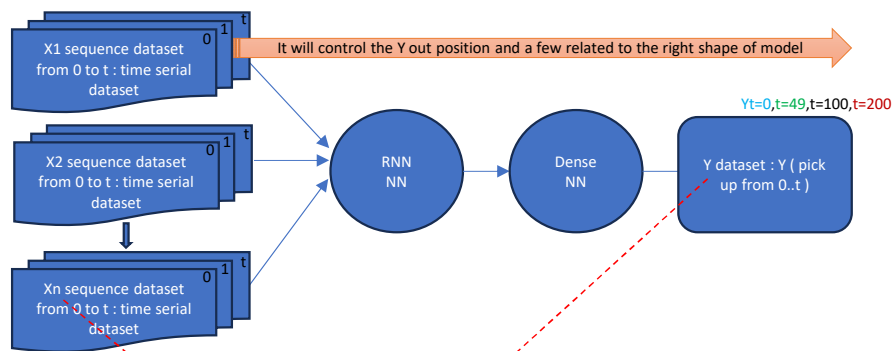 t
1
0
X1 sequence dataset
from 0 to t : time serial
dataset
It will control the Y out position and a few related to the right shape of model
Yt=0,t=49,t=100,t=200
t
1
0
X2 sequence dataset
from 0 to t : time serial
dataset
RNN
NN
Dense
NN
Y dataset : Y ( pick
up from 0..t )
t
1
0
Xn sequence dataset
from 0 to t : time serial
dataset